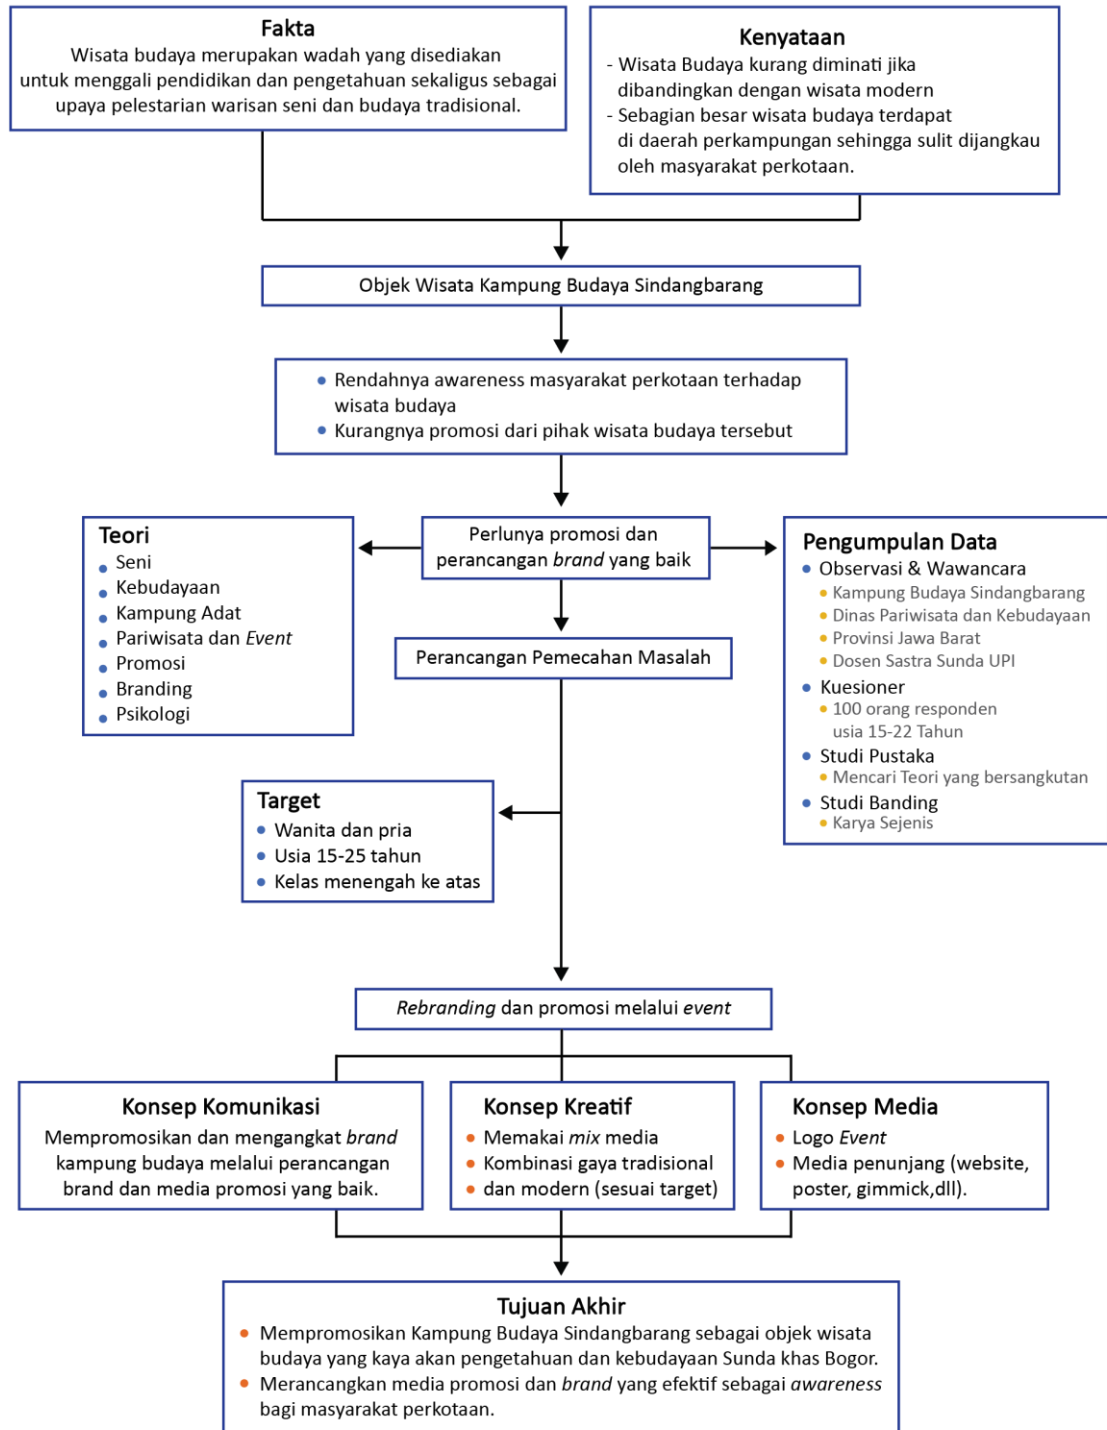 Fakta
Wisata budaya merupakan wadah yang disediakan
untuk menggali pendidikan dan pengetahuan sekaligus sebagai
upaya pelestarian warisan seni dan budaya tradisional.
Kenyataan
- Wisata Budaya kurang diminati jika
dibandingkan dengan wisata modern
- Sebagian besar wisata budaya terdapat
di daerah perkampungan sehingga sulit dijangkau
oleh masyarakat perkotaan.
Objek Wisata Kampung Budaya Sindangbarang
• Rendahnya awareness masyarakat perkotaan terhadap
wisata budaya
• Kurangnya promosi dari pihak wisata budaya tersebut
Teori
• Seni
• Kebudayaan
• Kampung Adat
• Pariwisata dan Event
• Promosi
• Branding
• Psikologi
Perlunya promosi dan
perancangan brand yang baik
Pengumpulan Data
• Observasi & Wawancara
• Kampung Budaya Sindangbarang
• Dinas Pariwisata dan Kebudayaan
• Provinsi Jawa Barat
• Dosen Sastra Sunda UPI
• Kuesioner
• 100 orang responden
usia 15-22 Tahun
• Studi Pustaka
• Mencari Teori yang bersangkutan
• Studi Banding
• Karya Sejenis
Perancangan Pemecahan Masalah
Target
• Wanita dan pria
• Usia 15-25 tahun
• Kelas menengah ke atas
Rebranding dan promosi melalui event
Konsep Komunikasi
Mempromosikan dan mengangkat brand
kampung budaya melalui perancangan
brand dan media promosi yang baik.
Konsep Kreatif
• Memakai mix media
• Kombinasi gaya tradisional
• dan modern (sesuai target)
Konsep Media
• Logo Event
• Media penunjang (website,
poster, gimmick,dll).
Tujuan Akhir
• Mempromosikan Kampung Budaya Sindangbarang sebagai objek wisata
budaya yang kaya akan pengetahuan dan kebudayaan Sunda khas Bogor.
• Merancangkan media promosi dan brand yang efektif sebagai awareness
bagi masyarakat perkotaan.